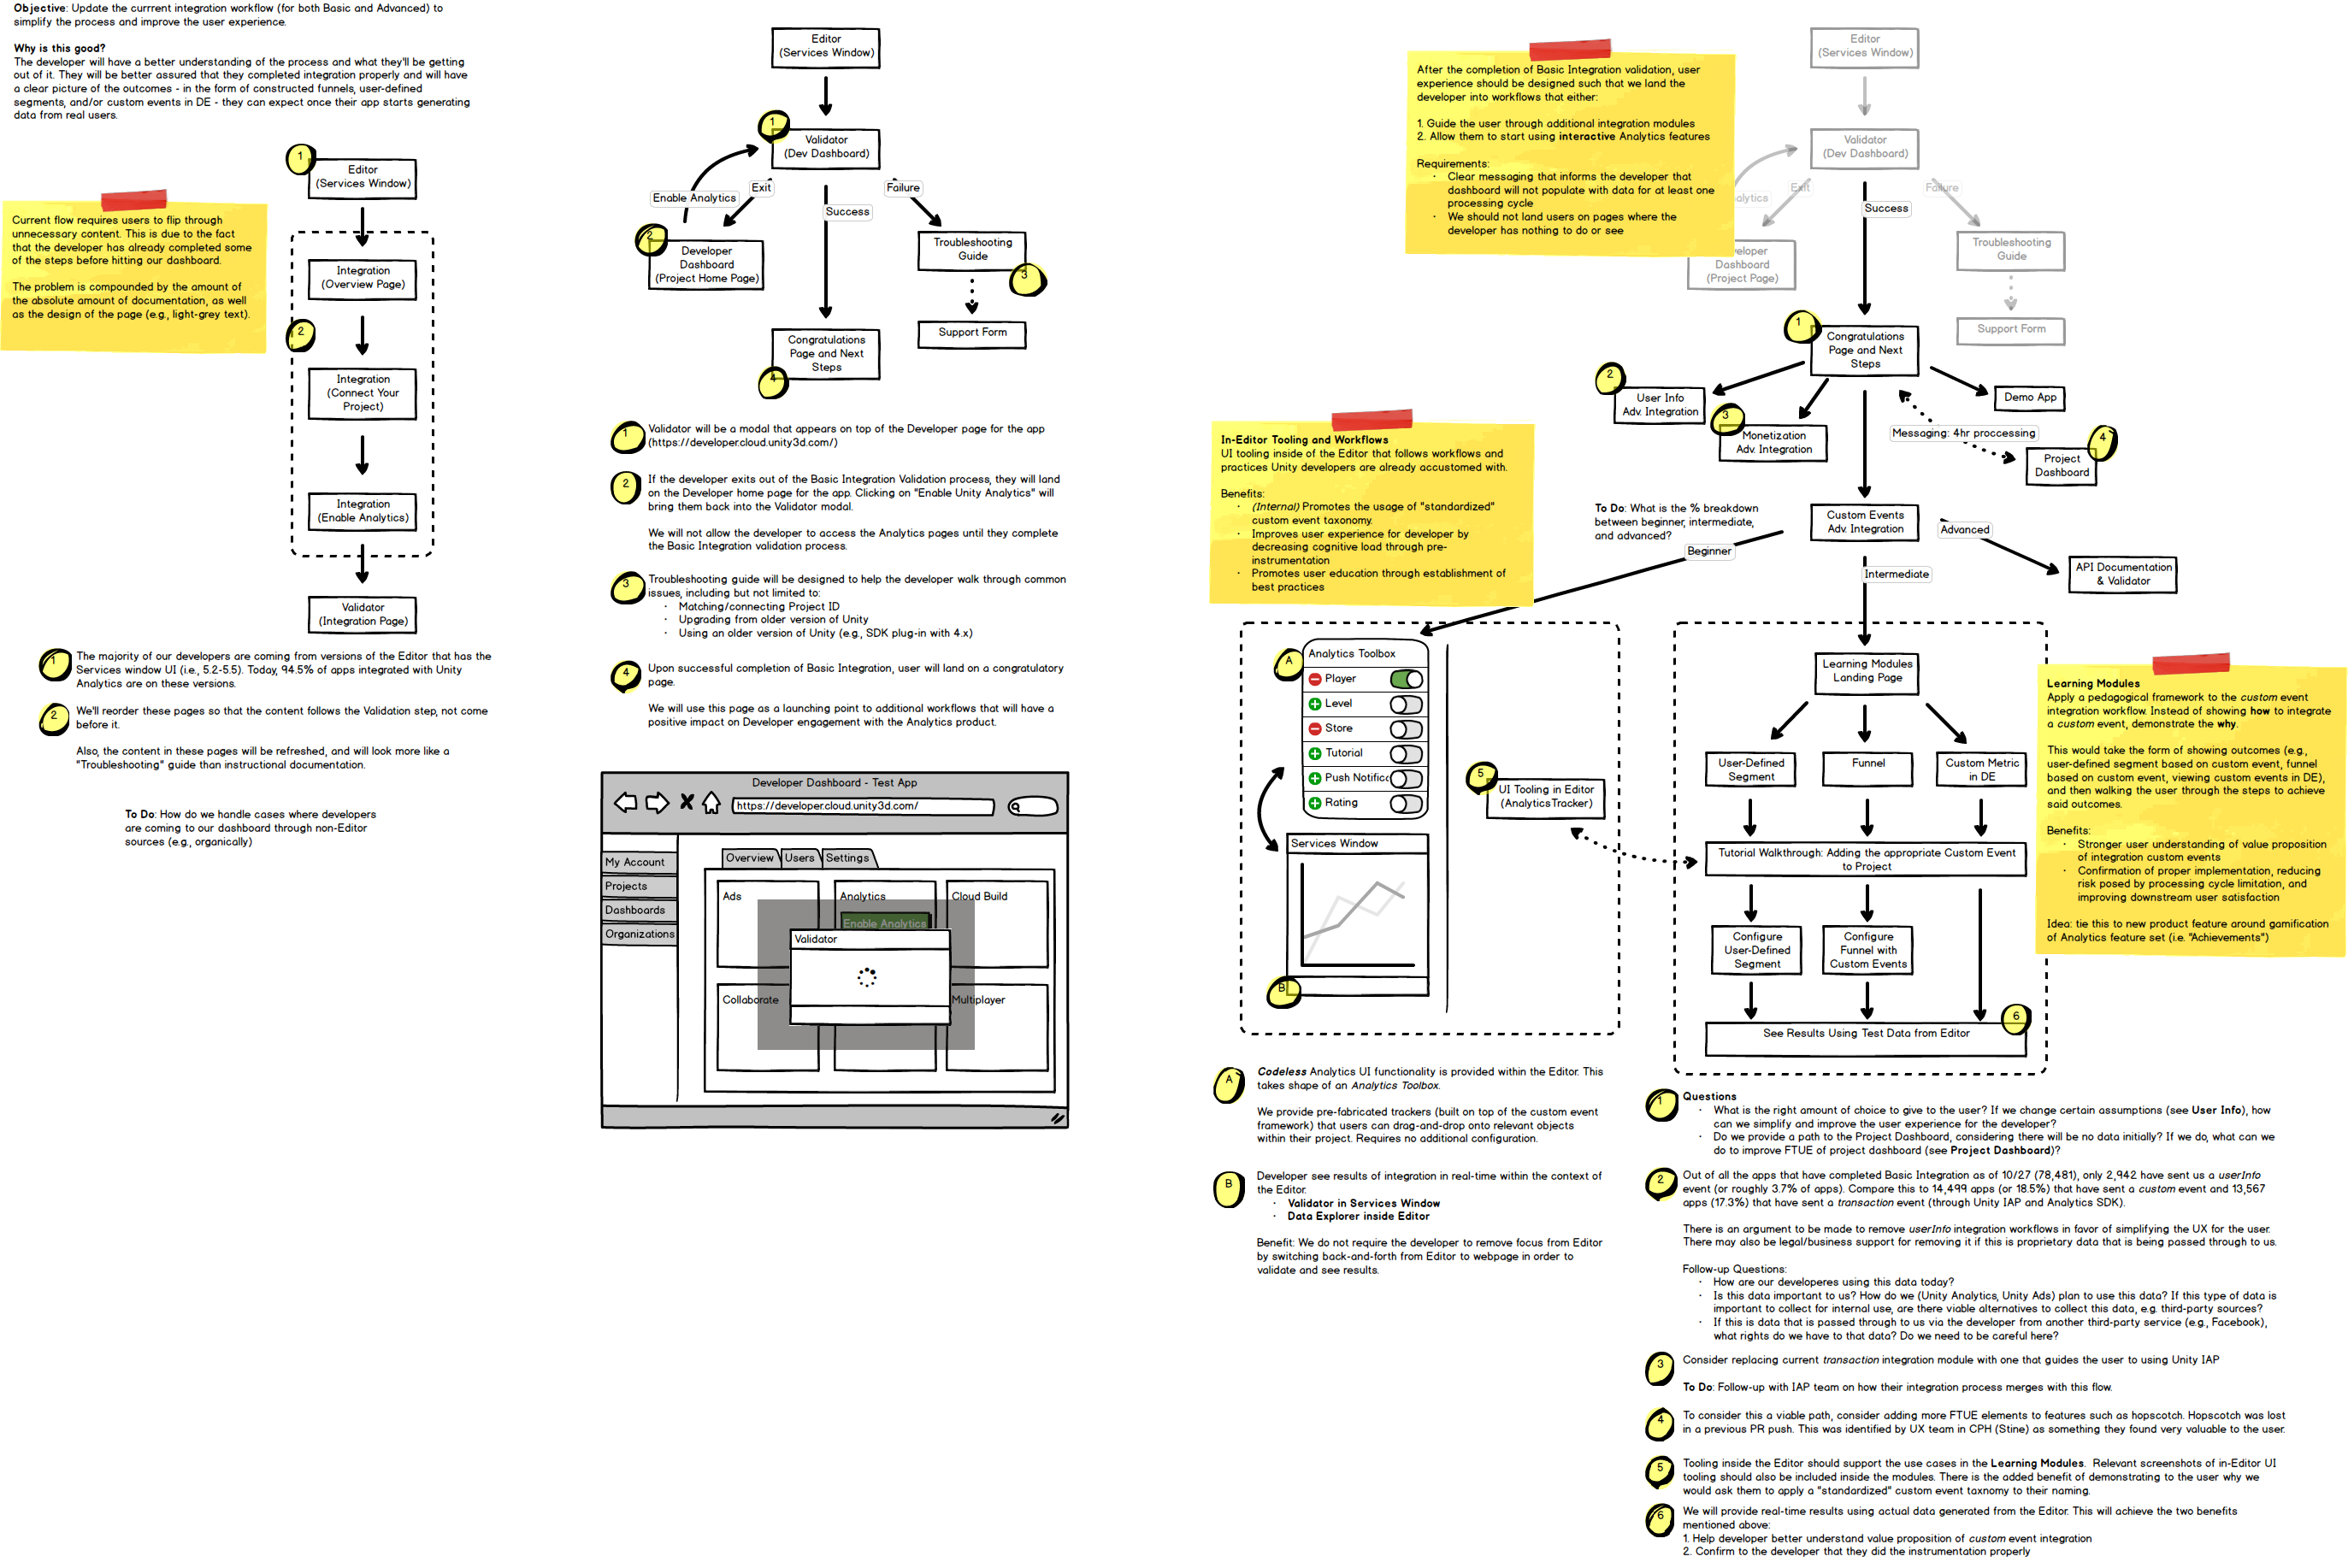 Objective: Update the currrent integration workflow (for both Basic and Advanced) to
simplify the process and improve the user experience.
Why is this good?
The developer will have a better understanding of the process and what they'll be getting
out of it. They will be better assured that they completed integration properly and will have
a clear picture of the outcomes - in the form of constructed funnels, user-defined
segments, and/or custom events in DE - they can expect once their app starts generating
data from real users.
1
Editor
(Services Window)
Current flow requires users to flip through
unnecessary content. This is due to the fact
that the developer has already completed some
of the steps before hitting our dashboard.
The problem is compounded by the amount of
the absolute amount of documentation, as well
as the design of the page (e.g., light-grey text).
Integration
(Overview Page)
2
Integration
(Connect Your
Project)
Integration
(Enable Analytics)
Validator
(Integration Page)
1
The majority of our developers are coming from versions of the Editor that has the
Services window UI (i.e., 5.2-5.5). Today, 94.5% of apps integrated with Unity
Analytics are on these versions.
2
We'll reorder these pages so that the content follows the Validation step, not come
before it.
Also, the content in these pages will be refreshed, and will look more like a
"Troubleshooting" guide than instructional documentation.
To Do: How do we handle cases where developers
are coming to our dashboard through non-Editor
sources (e.g., organically)
Editor
(Services Window)
1
Validator
(Dev Dashboard)
Enable Analytics
Exit
Success
Failure
2
Developer
Dashboard
(Project Home Page)
Troubleshooting
Guide
3
Support Form
Congratulations
Page and Next
Steps
4
1
Validator will be a modal that appears on top of the Developer page for the app
(https://developer.cloud.unity3d.com/)
2
If the developer exits out of the Basic Integration Validation process, they will land
on the Developer home page for the app. Clicking on "Enable Unity Analytics" will
bring them back into the Validator modal.
We will not allow the developer to access the Analytics pages until they complete
the Basic Integration validation process.
3
Troubleshooting guide will be designed to help the developer walk through common
issues, including but not limited to:
· Matching/connecting Project ID
· Upgrading from older version of Unity
· Using an older version of Unity (e.g., SDK plug-in with 4.x)
4
Upon successful completion of Basic Integration, user will land on a congratulatory
page.
We will use this page as a launching point to additional workflows that will have a
positive impact on Developer engagement with the Analytics product.
Developer Dashboard - Test App
https://developer.cloud.unity3d.com/
My Account
Projects
Dashboards
Organizations
Overview
Users
Settings
Ads
Analytics
Cloud Build
Enable Analytics
Validator
Collaborate
Multiplayer
After the completion of Basic Integration validation, user
experience should be designed such that we land the
developer into workflows that either:
1. Guide the user through additional integration modules
2. Allow them to start using interactive Analytics features
Requirements:
· Clear messaging that informs the developer that
dashboard will not populate with data for at least one
processing cycle
· We should not land users on pages where the
developer has nothing to do or see
Editor
(Services Window)
Validator
(Dev Dashboard)
alytics
Exit
Success
Failure
veloper
Dashboard
(Project Page)
Troubleshooting
Guide
Support Form
1
Congratulations
Page and Next
Steps
2
User Info
Adv. Integration
3
Monetization
Adv. Integration
Demo App
Messaging: 4hr proccessing
4
Project
Dashboard
In-Editor Tooling and Workflows
UI tooling inside of the Editor that follows workflows and
practices Unity developers are already accustomed with.
Benefits:
· (Internal) Promotes the usage of "standardized"
custom event taxonomy.
· Improves user experience for developer by
decreasing cognitive load through pre-
instrumentation
· Promotes user education through establishment of
best practices
To Do: What is the % breakdown
between beginner, intermediate,
and advanced?
Custom Events
Adv. Integration
Beginner
Intermediate
Advanced
API Documentation
& Validator
A
Analytics Toolbox
Player
Level
Store
Tutorial
Push Notific
Rating
Services Window
B
5
UI Tooling in Editor
(AnalyticsTracker)
Learning Modules
Landing Page
User-Defined
Segment
Funnel
Custom Metric
in DE
Tutorial Walkthrough: Adding the appropriate Custom Event
to Project
Configure
User-Defined
Segment
Configure
Funnel with
Custom Events
6
See Results Using Test Data from Editor
Learning Modules
Apply a pedagogical framework to the custom event
integration workflow. Instead of showing how to integrate
a custom event, demonstrate the why.
This would take the form of showing outcomes (e.g.,
user-defined segment based on custom event, funnel
based on custom event, viewing custom events in DE),
and then walking the user through the steps to achieve
said outcomes.
Benefits:
· Stronger user understanding of value proposition
of integration custom events
· Confirmation of proper implementation, reducing
risk posed by processing cycle limitation, and
improving downstream user satisfaction
Idea: tie this to new product feature around gamification
of Analytics feature set (i.e. "Achievements")
A
Codeless Analytics UI functionality is provided within the Editor. This
takes shape of an Analytics Toolbox.
We provide pre-fabricated trackers (built on top of the custom event
framework) that users can drag-and-drop onto relevant objects
within their project. Requires no additional configuration.
B
Developer see results of integration in real-time within the context of
the Editor.
· Validator in Services Window
· Data Explorer inside Editor
Benefit: We do not require the developer to remove focus from Editor
by switching back-and-forth from Editor to webpage in order to
validate and see results.
1
Questions
· What is the right amount of choice to give to the user? If we change certain assumptions (see User Info), how
can we simplify and improve the user experience for the developer?
· Do we provide a path to the Project Dashboard, considering there will be no data initially? If we do, what can we
do to improve FTUE of project dashboard (see Project Dashboard)?
2
Out of all the apps that have completed Basic Integration as of 10/27 (78,481), only 2,942 have sent us a userInfo
event (or roughly 3.7% of apps). Compare this to 14,499 apps (or 18.5%) that have sent a custom event and 13,567
apps (17.3%) that have sent a transaction event (through Unity IAP and Analytics SDK).
There is an argument to be made to remove userInfo integration workflows in favor of simplifying the UX for the user.
There may also be legal/business support for removing it if this is proprietary data that is being passed through to us.
Follow-up Questions:
· How are our developeres using this data today?
· Is this data important to us? How do we (Unity Analytics, Unity Ads) plan to use this data? If this type of data is
important to collect for internal use, are there viable alternatives to collect this data, e.g. third-party sources?
· If this is data that is passed through to us via the developer from another third-party service (e.g., Facebook),
what rights do we have to that data? Do we need to be careful here?
3
Consider replacing current transaction integration module with one that guides the user to using Unity IAP
To Do: Follow-up with IAP team on how their integration process merges with this flow.
4
To consider this a viable path, consider adding more FTUE elements to features such as hopscotch. Hopscotch was lost
in a previous PR push. This was identified by UX team in CPH (Stine) as something they found very valuable to the user.
5
Tooling inside the Editor should support the use cases in the Learning Modules. Relevant screenshots of in-Editor UI
tooling should also be included inside the modules. There is the added benefit of demonstrating to the user why we
would ask them to apply a "standardized" custom event taxnomy to their naming.
6
We will provide real-time results using actual data generated from the Editor. This will achieve the two benefits
mentioned above:
1. Help developer better understand value proposition of custom event integration
2. Confirm to the developer that they did the instrumentation properly